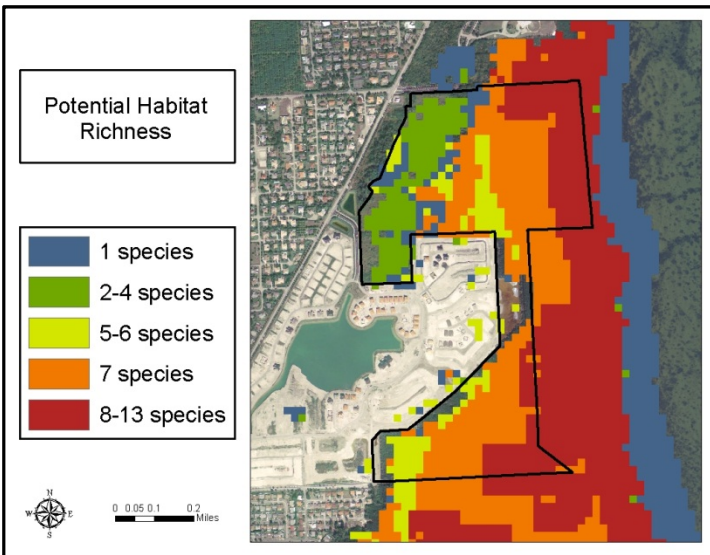 Potential Habitat
Richness
1 species
2-4 species
5-6 species
7 species
8-13 species
N
W E
S
0 0.05 0.1 0.2
Miles